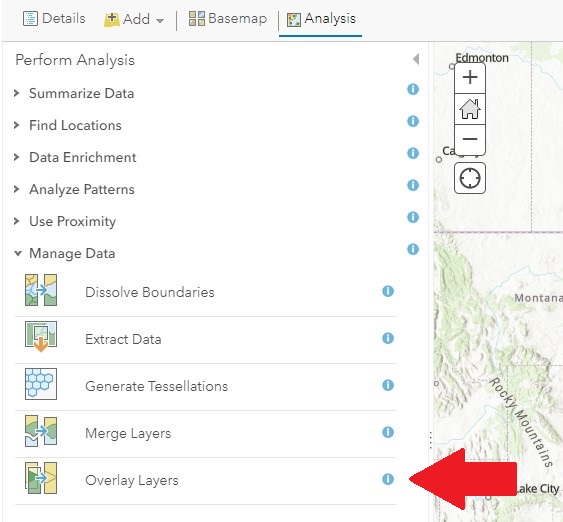 Details Add Basemap Analysis
Perform Analysis
Summarize Data
Find Locations
Data Enrichment
Analyze Patterns
Use Proximity
Manage Data
Dissolve Boundaries
Extract Data
Generate Tessellations
Merge Layers
Overlay Layers
Edmonton
Ca
Montana
Rocky Mountains
ake City